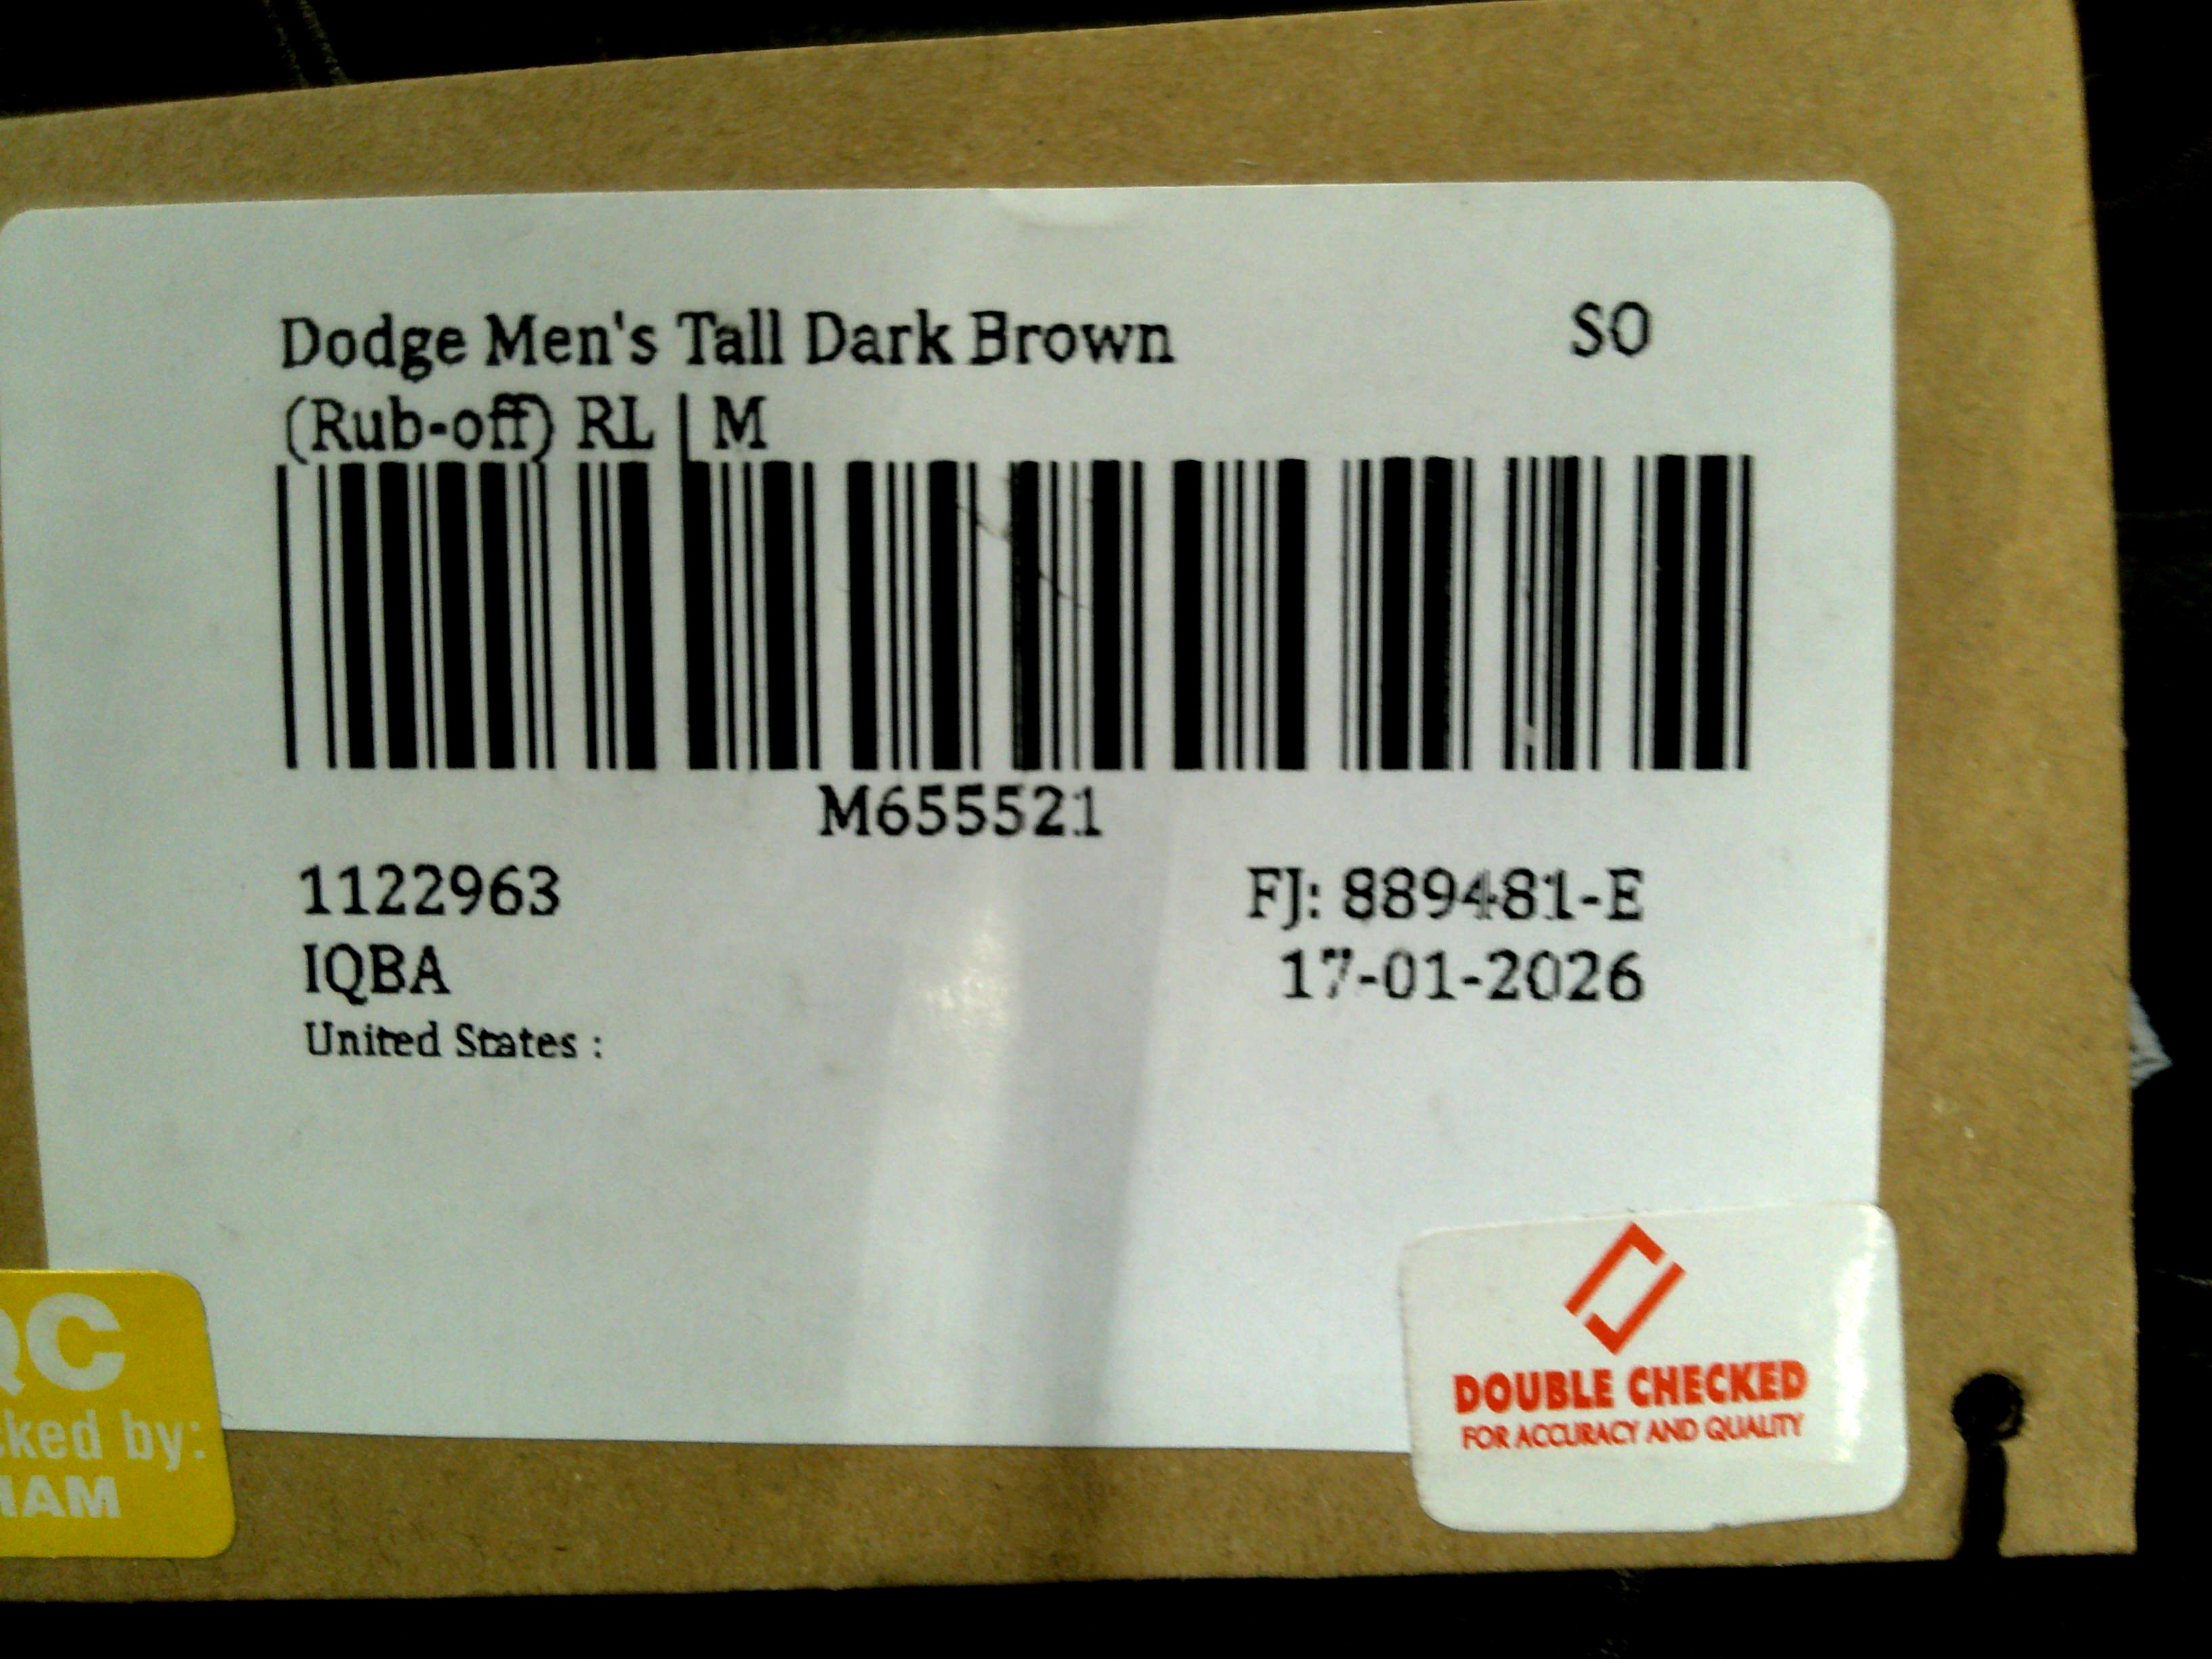 Dodge Men's Tall Dark Brown SO
(Rub-off) RL | M
M655521
1122963 FJ: 889481-E
IQBA 17-01-2026
United States :
QC
cked by:
DOUBLE CHECKED
FOR ACCURACY AND QUALITY